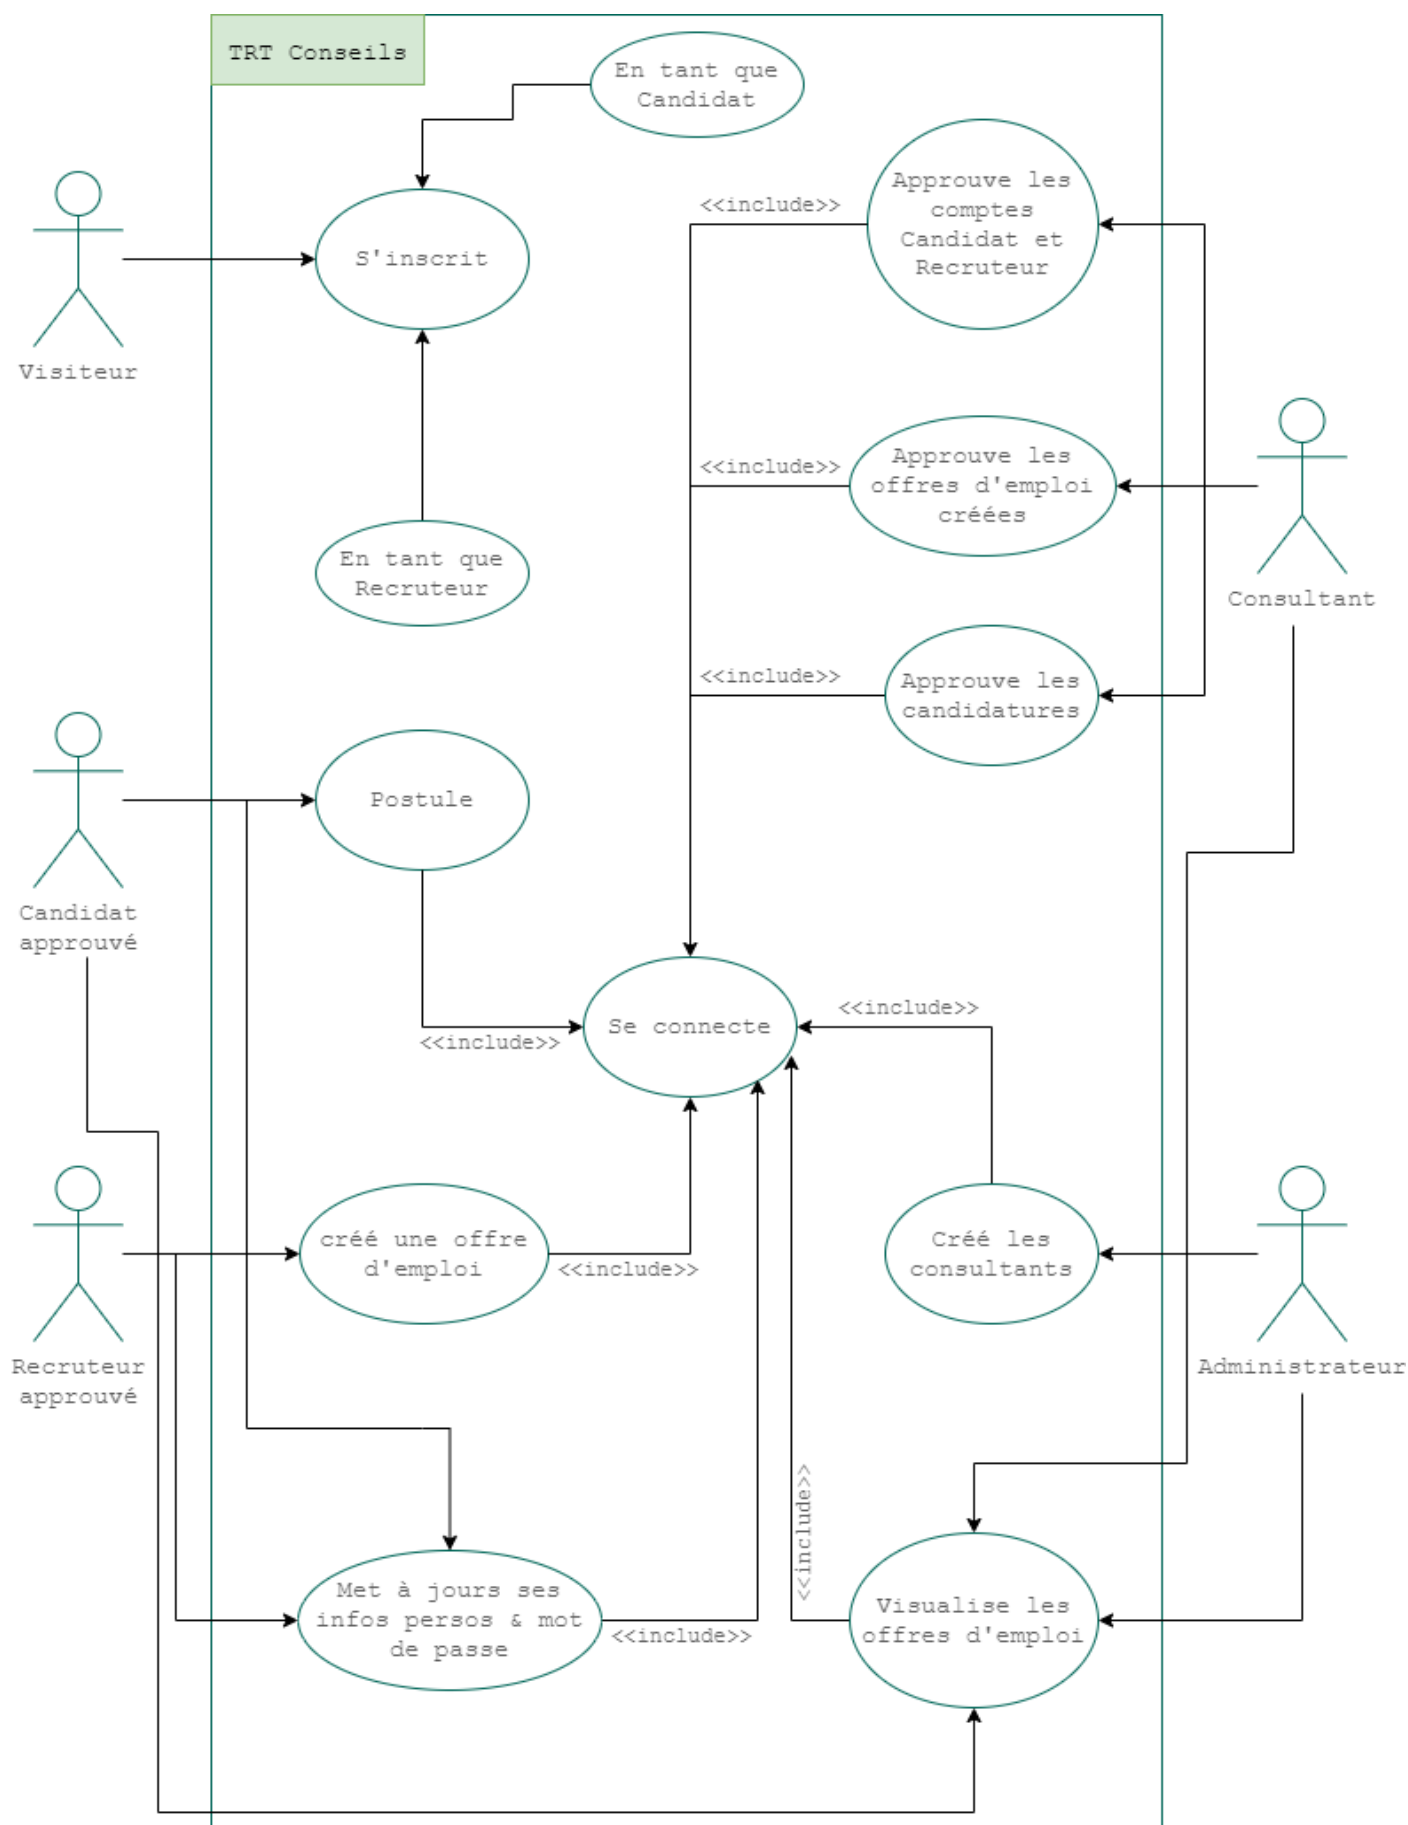 TRT Conseils
En tant que
Candidat
Approuve les
comptes
Candidat et
Recruteur
<<include>>
S'inscrit
Visiteur
Approuve les
offres d'emploi
créées
<<include>>
En tant que
Recruteur
Consultant
<<include>>
Approuve les
candidatures
Postule
Candidat
approuvé
Se connecte
<<include>>
<<include>>
créé une offre
d'emploi
<<include>>
Créé les
consultants
Recruteur
approuvé
Administrateur
<<include>>
Met à jours ses
infos persos & mot
de passe
<<include>>
Visualise les
offres d'emploi